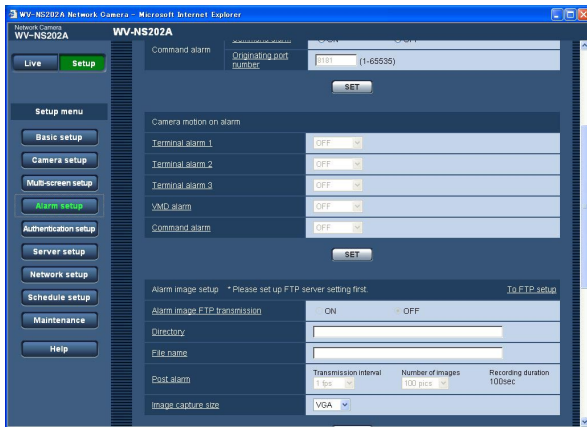 WV-NS202A Network Camera - Microsoft Internet Explorer
Network Camera
WV-NS202A
WV-NS202A
Live
Setup
Setup menu
Basic setup
Camera setup
Multi-screen setup
Alarm setup
Authentication setup
Server setup
Network setup
Schedule setup
Maintenance
Help
Command alarm
Originating port number
8181 (1-65535)
SET
Camera motion on alarm
Terminal alarm 1
OFF
Terminal alarm 2
OFF
Terminal alarm 3
OFF
VMD alarm
OFF
Command alarm
OFF
SET
Alarm image setup * Please set up FTP server setting first. To FTP setup
Alarm image FTP transmission
ON OFF
Directory
File name
Post alarm
Transmission interval Number of images Recording duration
1 fps 100 pics 100sec
Image capture size
VGA